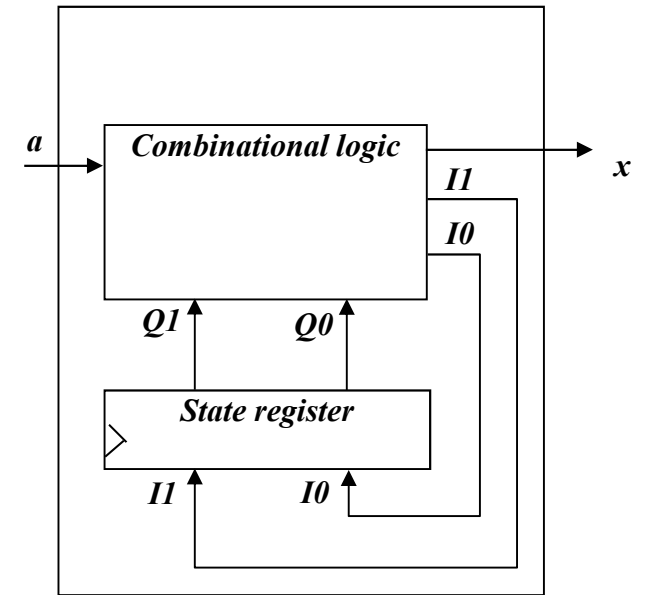 a
Combinational logic
x
I1
I0
Q1
Q0
State register
I1
I0